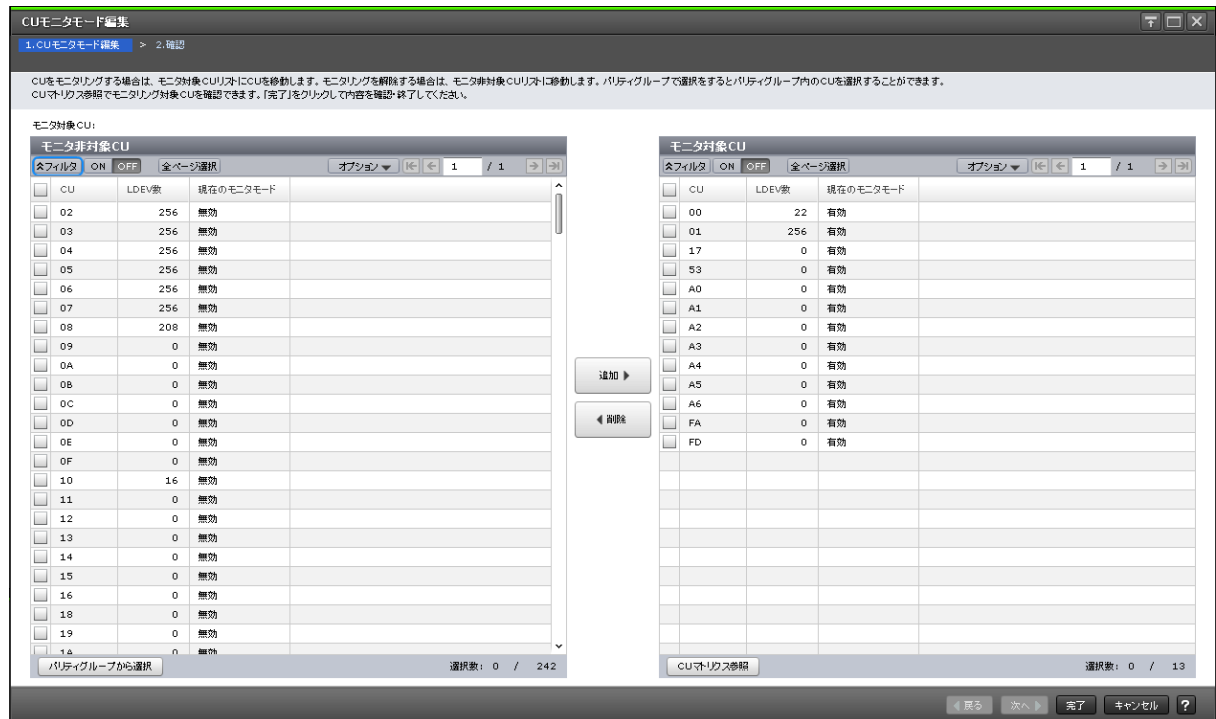 CUモニタモード編集
1.CUモニタモード編集 > 2.確認
CUをモニタリングする場合は、モニタ対象CUリストにCUを移動します。モニタリングを解除する場合は、モニタ非対象CUリストに移動します。パリティグループで選択をするとパリティグループ内のCUを選択することができます。
CUマトリクス参照でモニタリング対象CUを確認できます。「完了」をクリックして内容を確認・終了してください。
モニタ対象CU:
モニタ非対象CU
フィルタ ON OFF 全ページ選択 オプション 1 / 1
CU LDEV数 現在のモニタモード
02 256 無効
03 256 無効
04 256 無効
05 256 無効
06 256 無効
07 256 無効
08 208 無効
09 0 無効
0A 0 無効
0B 0 無効
0C 0 無効
0D 0 無効
0E 0 無効
0F 0 無効
10 16 無効
11 0 無効
12 0 無効
13 0 無効
14 0 無効
15 0 無効
16 0 無効
18 0 無効
19 0 無効
1A 0 無効
パリティグループから選択 選択数: 0 / 242
追加
削除
モニタ対象CU
フィルタ ON OFF 全ページ選択 オプション 1 / 1
CU LDEV数 現在のモニタモード
00 22 有効
01 256 有効
17 0 有効
53 0 有効
A0 0 有効
A1 0 有効
A2 0 有効
A3 0 有効
A4 0 有効
A5 0 有効
A6 0 有効
FA 0 有効
FD 0 有効
CUマトリクス参照 選択数: 0 / 13
戻る 次へ 完了 キャンセル ?